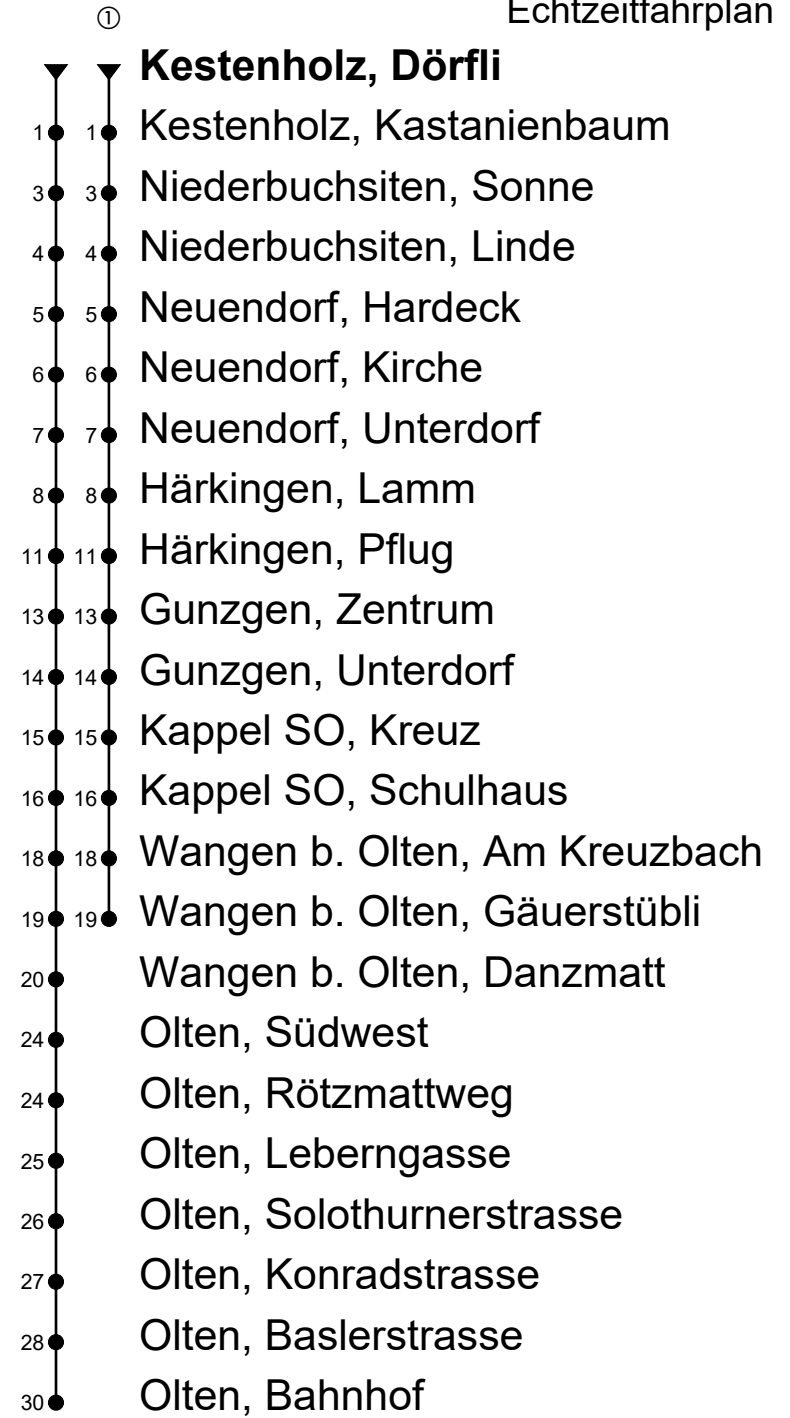 Echtzeitfahrplan
①
Kestenholz, Dörfli
1 1 Kestenholz, Kastanienbaum
3 3 Niederbuchsiten, Sonne
4 4 Niederbuchsiten, Linde
5 5 Neuendorf, Hardeck
6 6 Neuendorf, Kirche
7 7 Neuendorf, Unterdorf
8 8 Härkingen, Lamm
11 11 Härkingen, Pflug
13 13 Gunzgen, Zentrum
14 14 Gunzgen, Unterdorf
15 15 Kappel SO, Kreuz
16 16 Kappel SO, Schulhaus
18 18 Wangen b. Olten, Am Kreuzbach
19 19 Wangen b. Olten, Gäuerstübli
20 Wangen b. Olten, Danzmatt
24 Olten, Südwest
24 Olten, Rötzmattweg
25 Olten, Leberngasse
26 Olten, Solothurnerstrasse
27 Olten, Konradstrasse
28 Olten, Baslerstrasse
30 Olten, Bahnhof